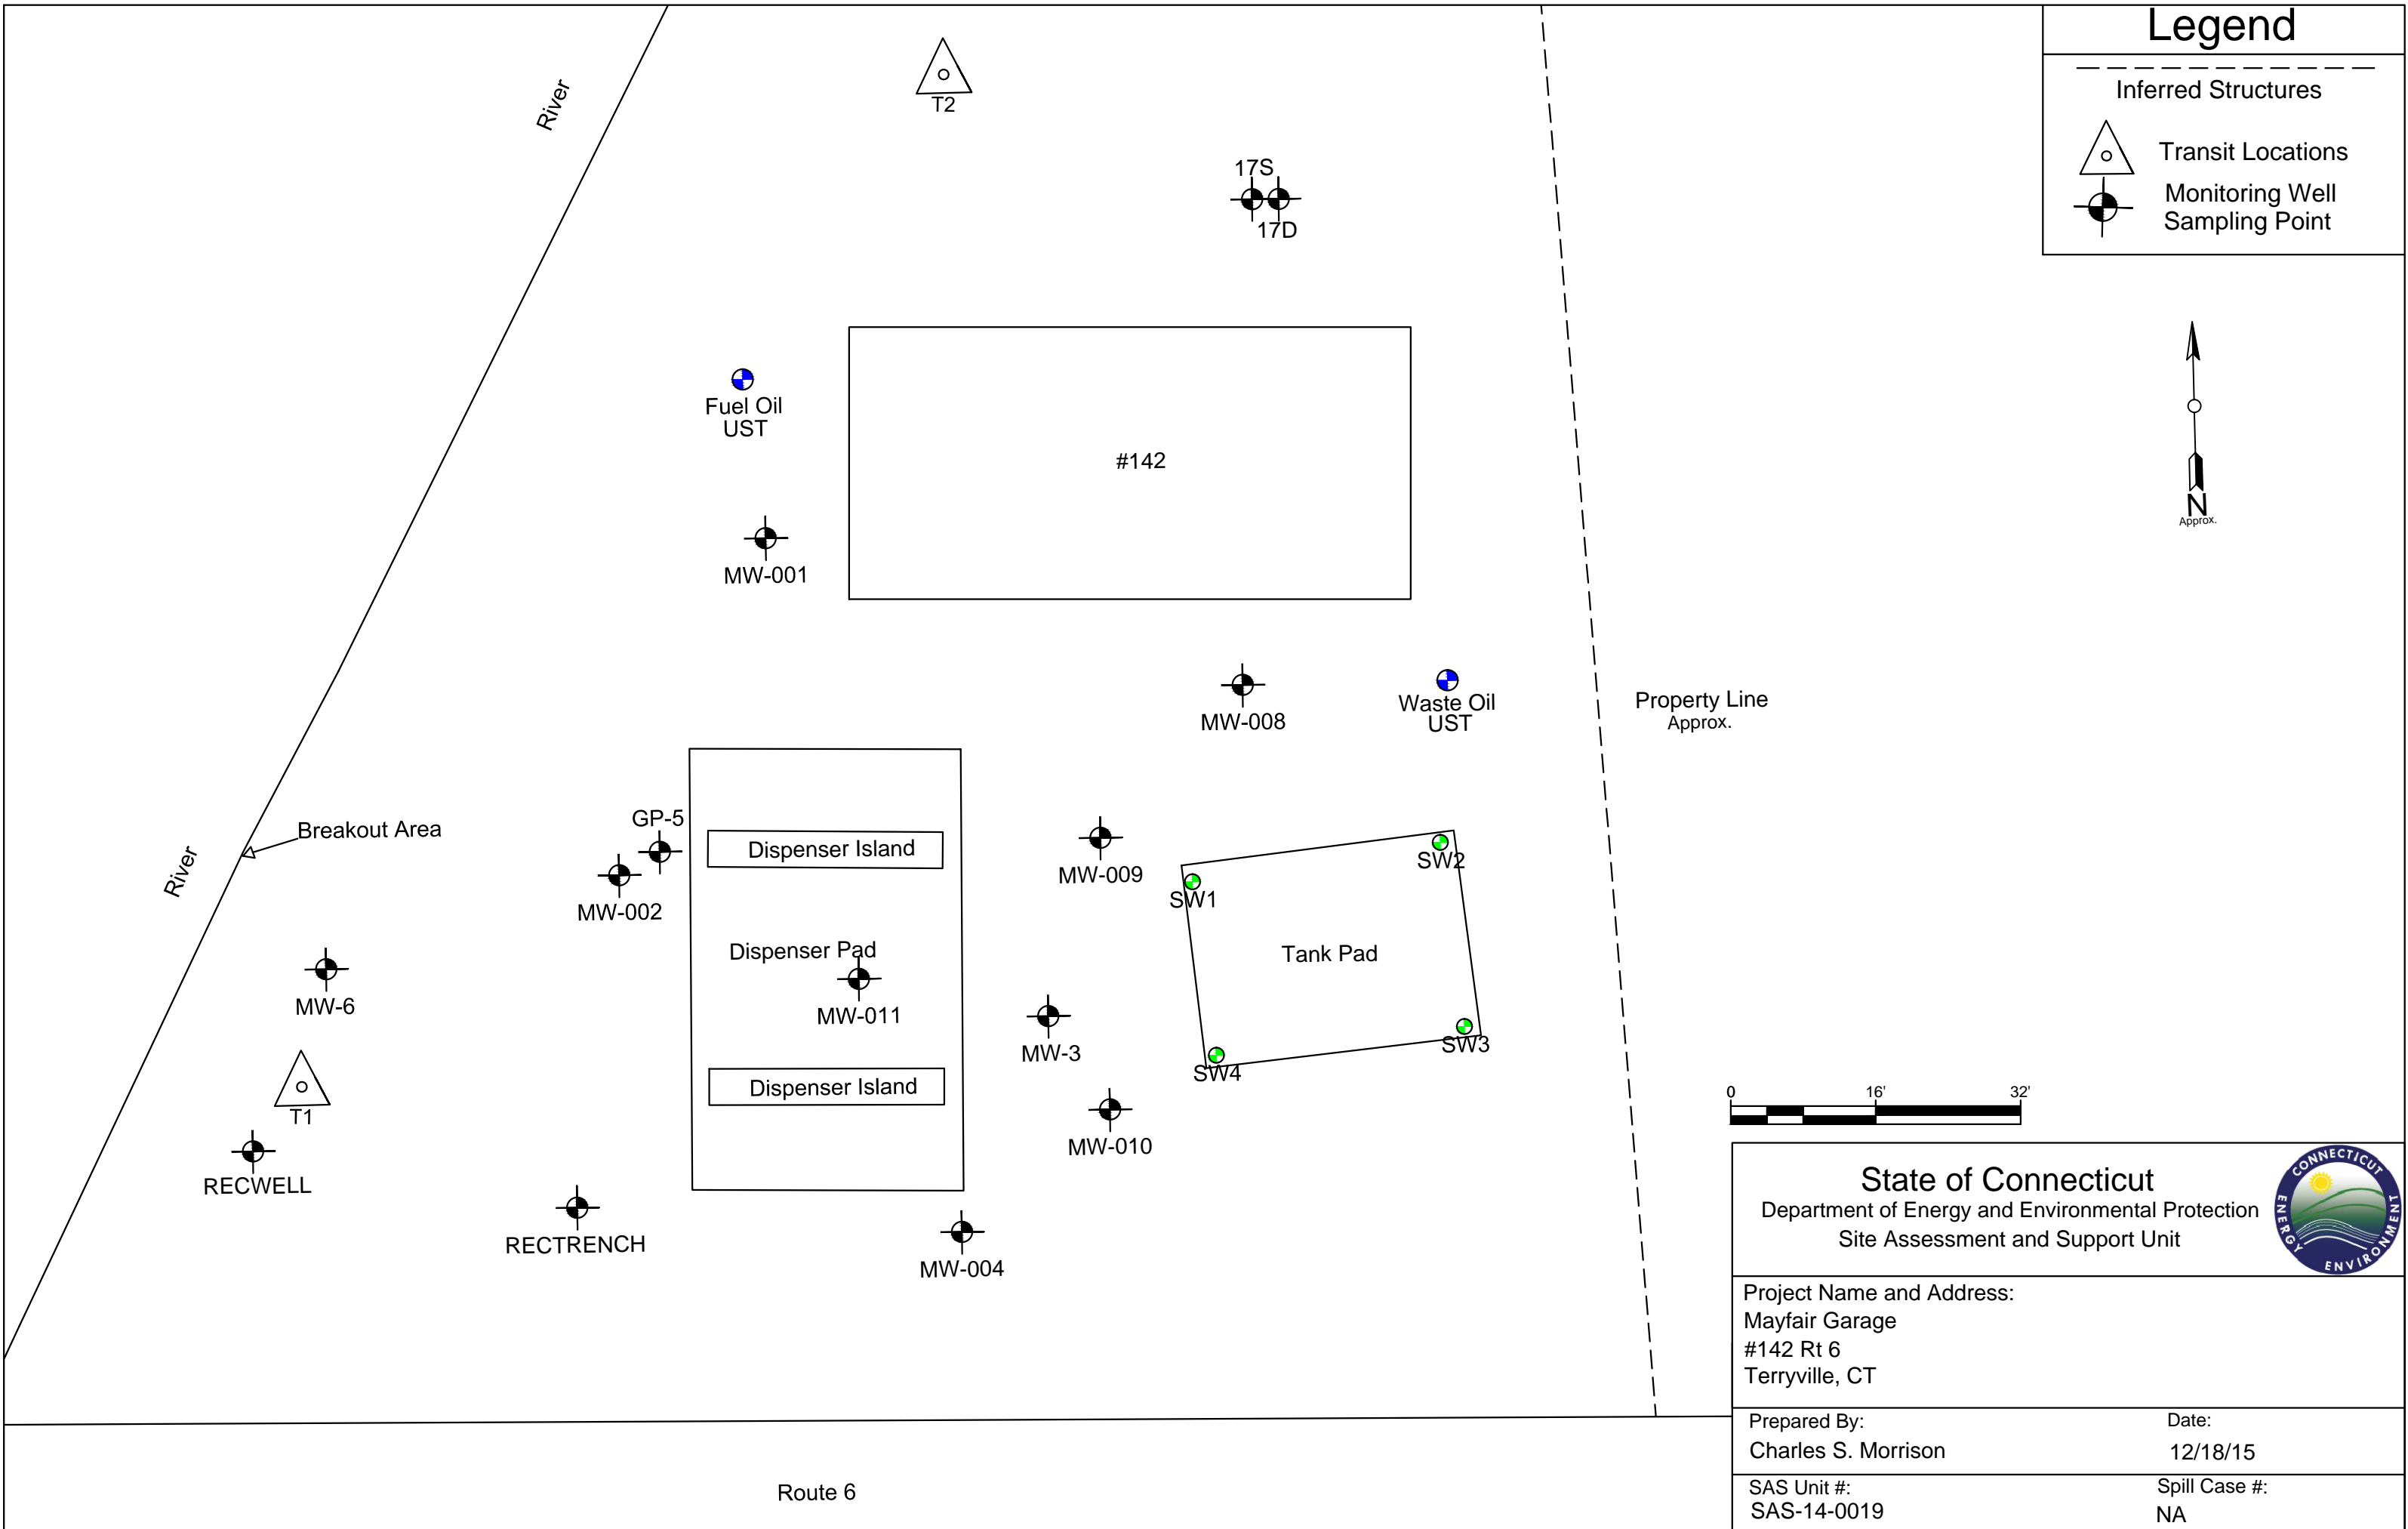 Legend
Inferred Structures
Transit Locations
Monitoring Well
Sampling Point
River
T2
17S
17D
Fuel Oil
UST
#142
N
Approx.
MW-001
MW-008
Waste Oil
UST
Property Line
Approx.
River
Breakout Area
GP-5
MW-002
Dispenser Island
MW-009
SW1
SW2
Dispenser Pad
MW-011
Tank Pad
MW-6
MW-3
SW3
SW4
T1
Dispenser Island
MW-010
RECWELL
RECTRENCH
MW-004
0 16' 32'
State of Connecticut
Department of Energy and Environmental Protection
Site Assessment and Support Unit
CONNECTICUT
ENERGY
ENVIRONMENT
Project Name and Address:
Mayfair Garage
#142 Rt 6
Terryville, CT
Prepared By:
Charles S. Morrison
Date:
12/18/15
SAS Unit #:
SAS-14-0019
Spill Case #:
NA
Route 6